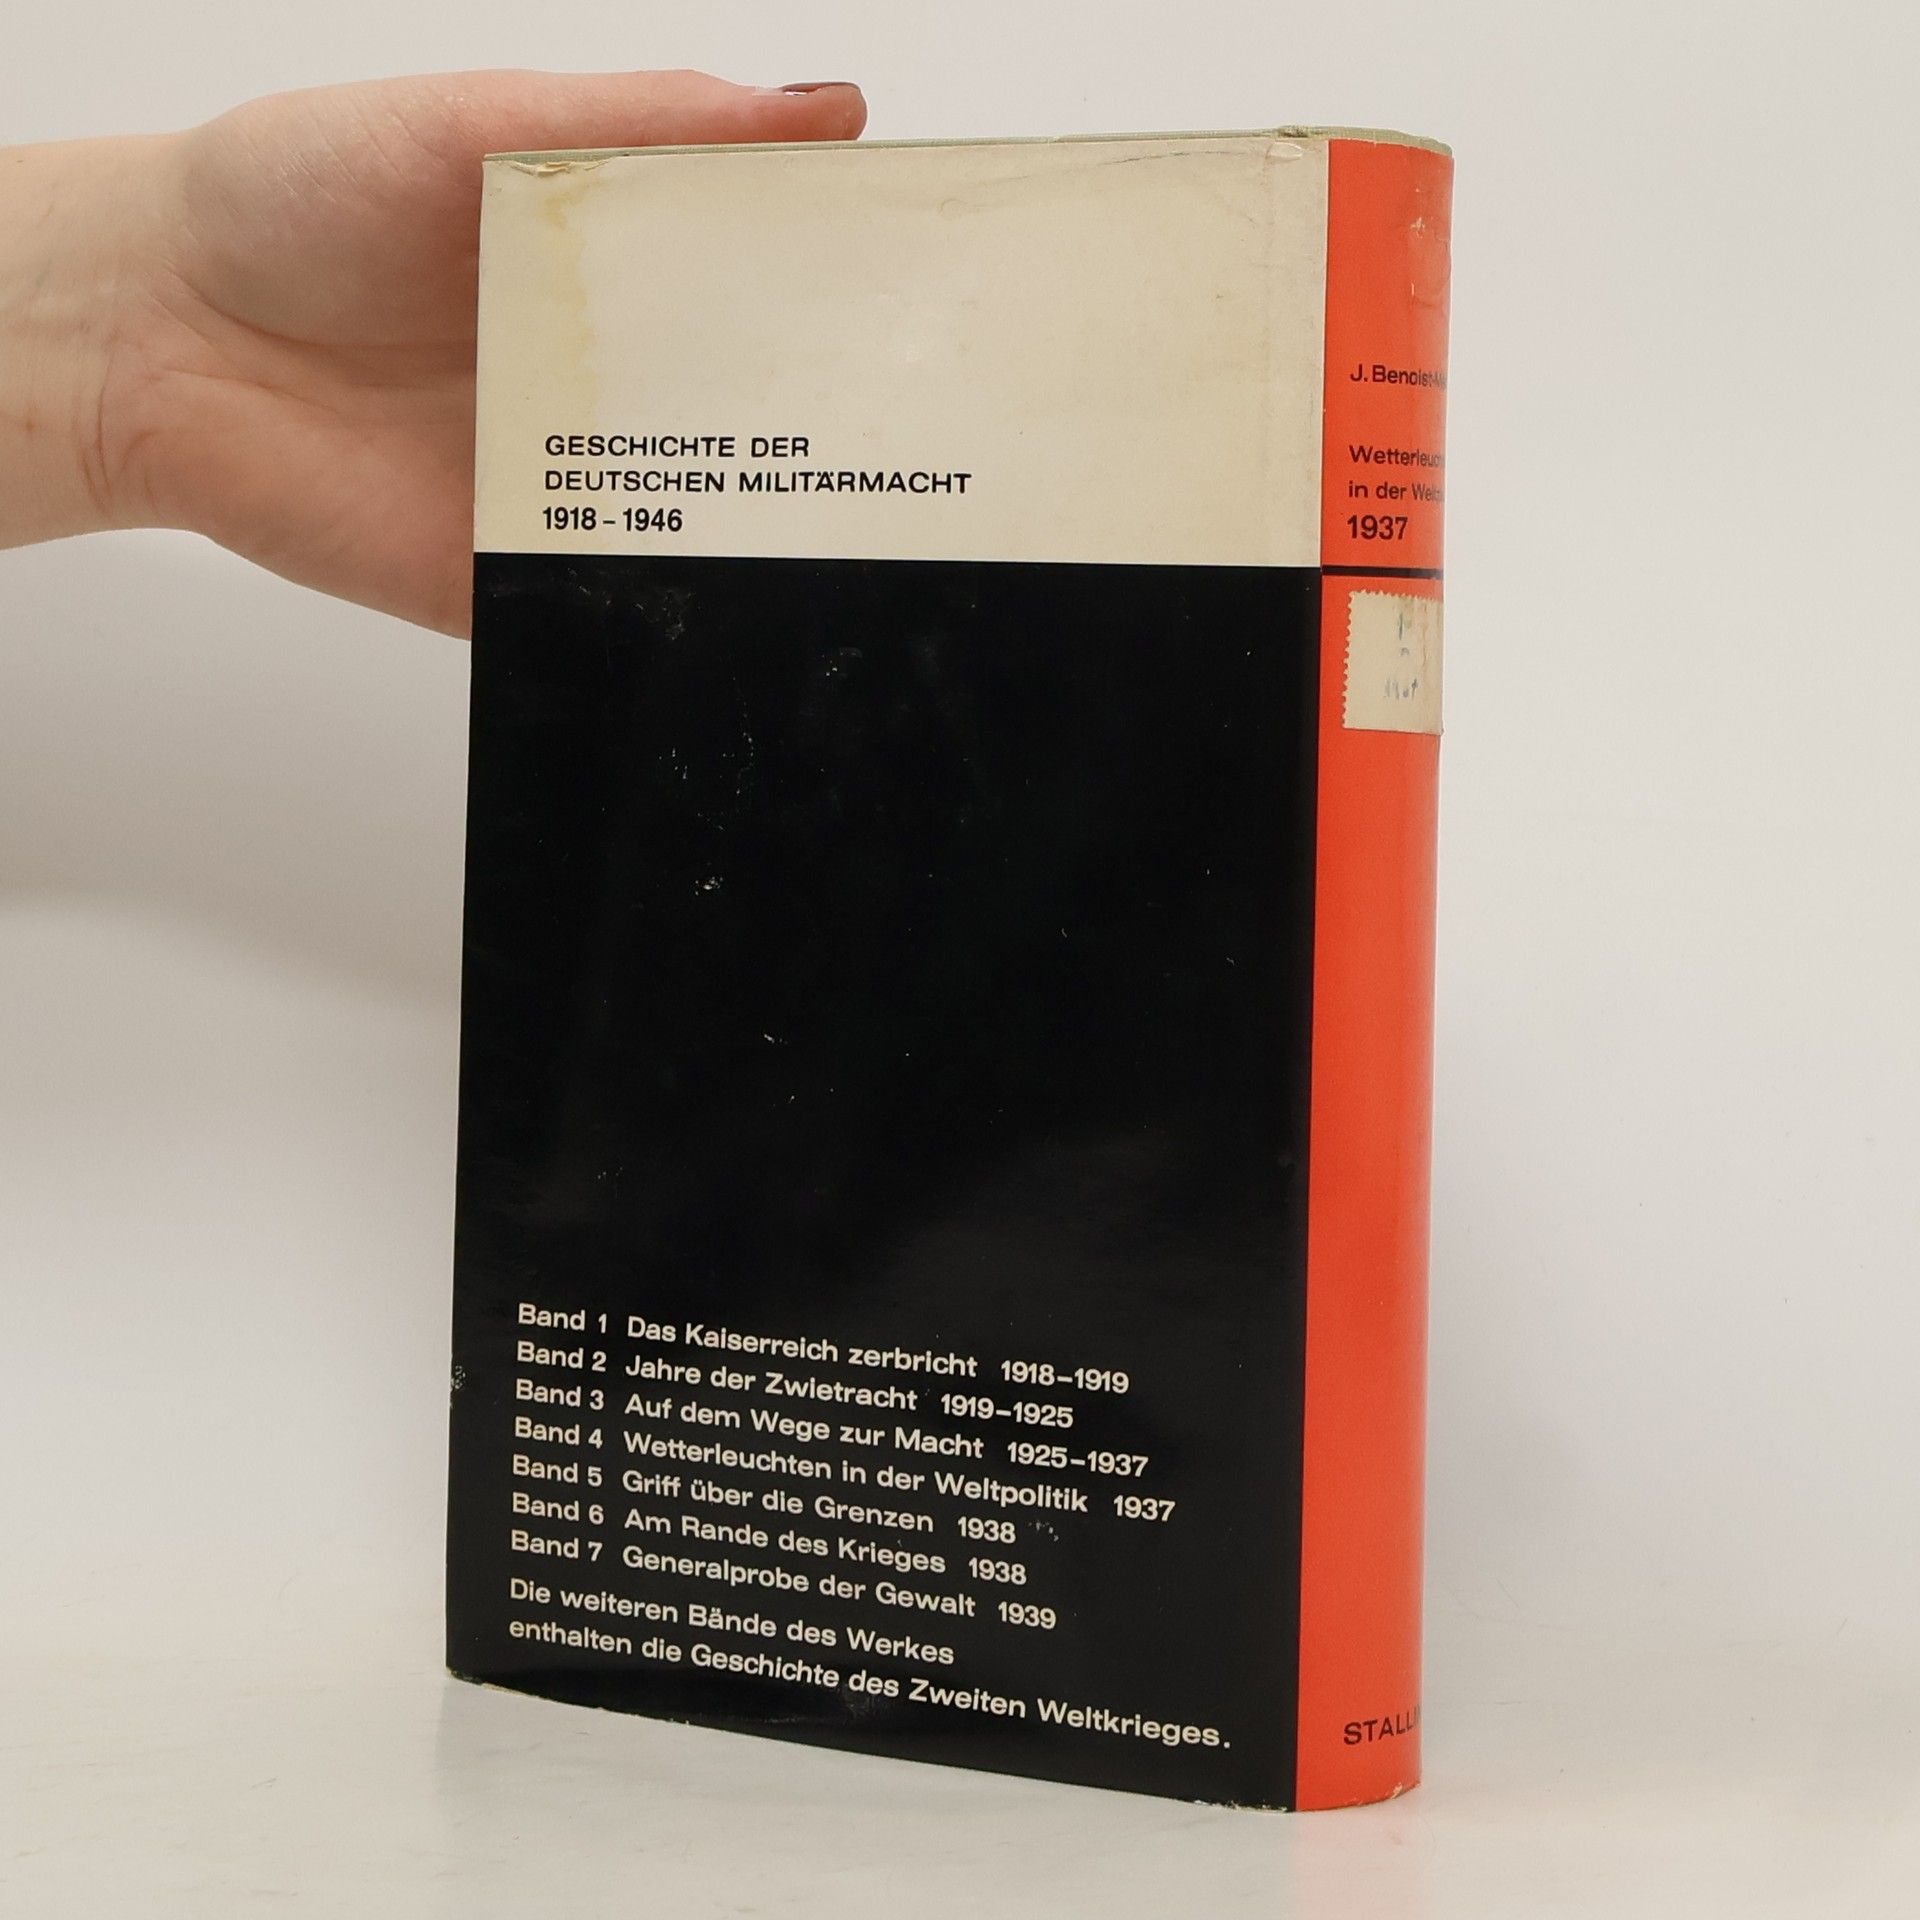 GESCHICHTE DER
DEUTSCHEN MILITÄRMACHT
1918 – 1946
Band 1 Das Kaiserreich zerbricht 1918–1919
Band 2 Jahre der Zwietracht 1919–1925
Band 3 Auf dem Wege zur Macht 1925–1937
Band 4 Wetterleuchten in der Weltpolitik 1937
Band 5 Griff über die Grenzen 1938
Band 6 Am Rande des Krieges 1938
Band 7 Generalprobe der Gewalt 1939
Die weiteren Bände des Werkes
enthalten die Geschichte des Zweiten Weltkrieges.
J. Benoist-
in der
1937